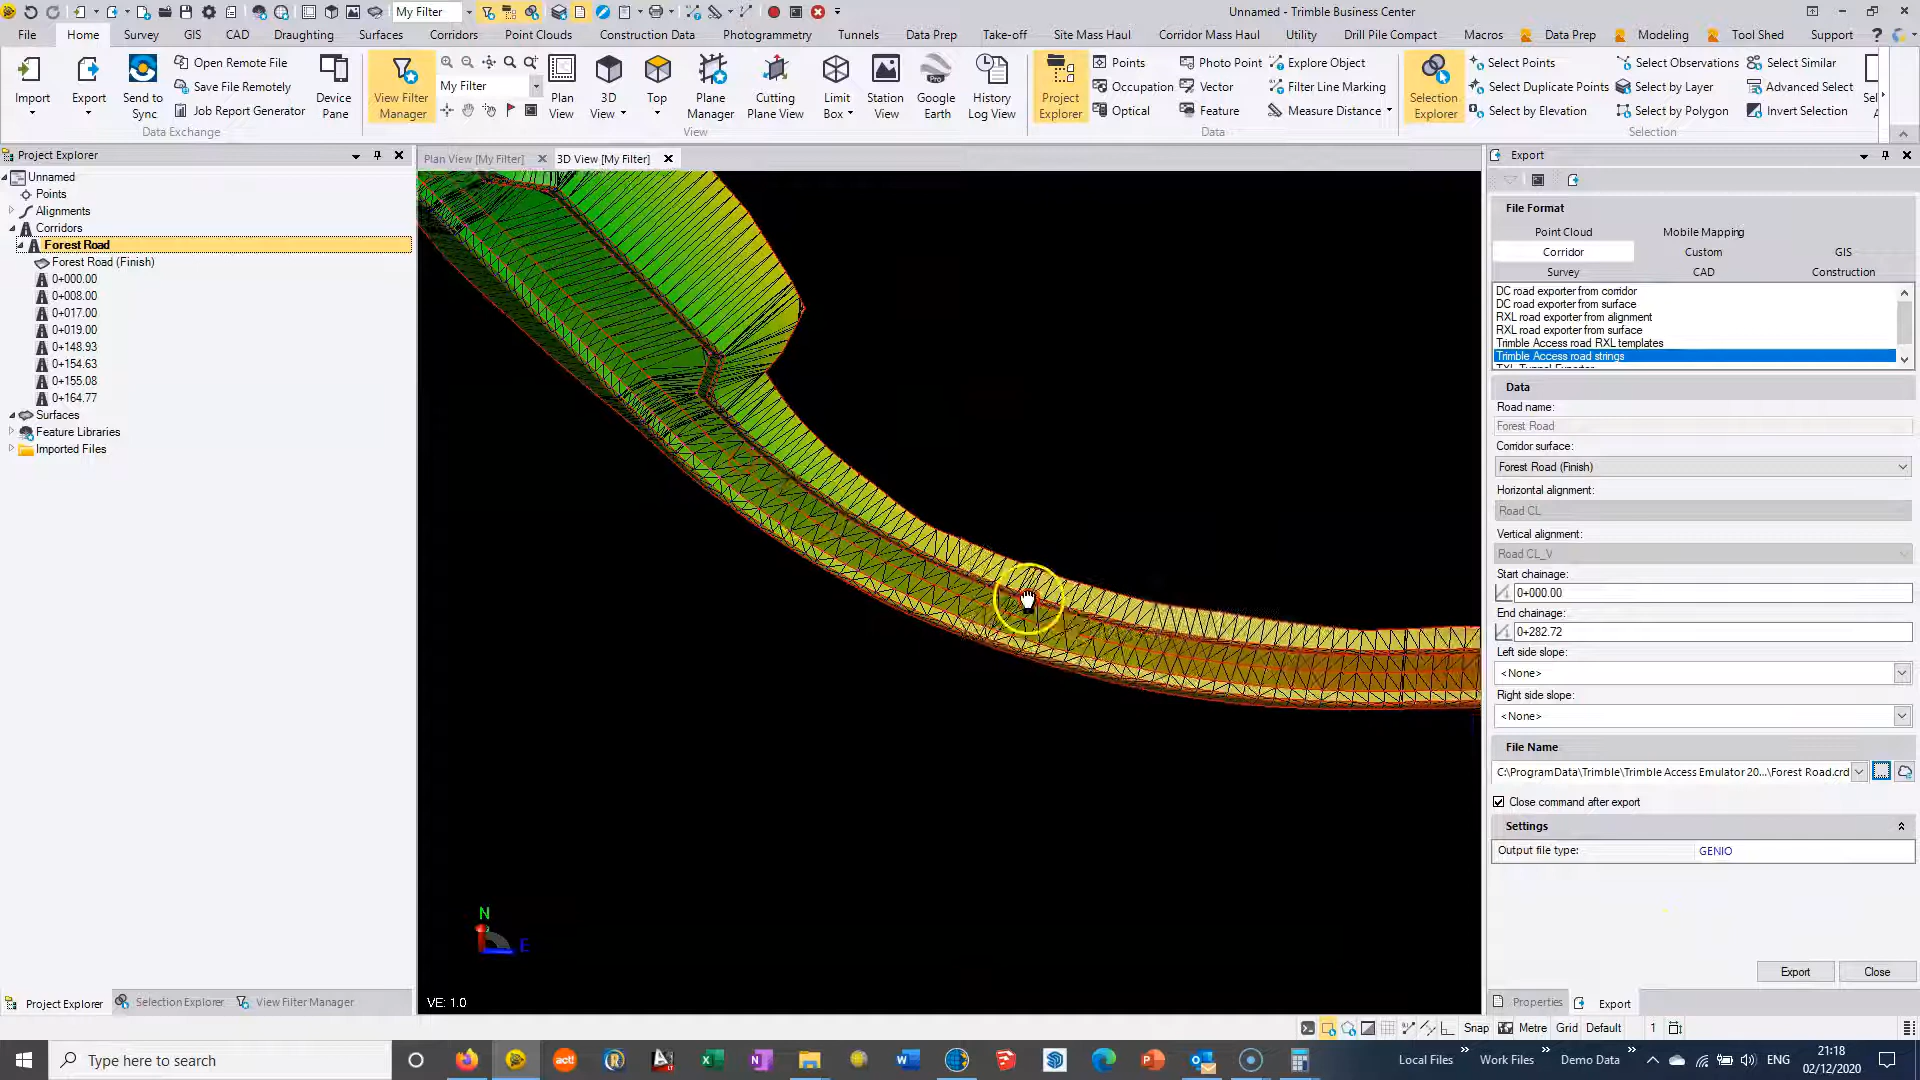 My Filter
Unnamed - Trimble Business Center
File Home Survey GIS CAD Draughting Surfaces Corridors Point Clouds Construction Data Photogrammetry Tunnels Data Prep Take-off Site Mass Haul Corridor Mass Haul Utility Drill Pile Compact Macros Data Prep Modeling Tool Shed Support
Import
Export
Send to Sync
Open Remote File
Save File Remotely
Job Report Generator
Device Pane
Data Exchange
View Filter Manager
My Filter
Plan View
3D View
Top
Plane Manager
Cutting Plane View
Limit Box
Station View
Google Earth
History Log View
View
Project Explorer
Points
Occupation
Optical
Photo Point
Vector
Feature
Explore Object
Filter Line Marking
Measure Distance
Data
Selection Explorer
Select Points
Select Duplicate Points
Select by Elevation
Select Observations
Select by Layer
Select by Polygon
Select Similar
Advanced Select
Invert Selection
Selection
Project Explorer
Unnamed
Points
Alignments
Corridors
Forest Road
Forest Road (Finish)
0+000.00
0+008.00
0+017.00
0+019.00
0+148.93
0+154.63
0+155.08
0+164.77
Surfaces
Feature Libraries
Imported Files
Project Explorer Selection Explorer View Filter Manager
Plan View [My Filter] 3D View [My Filter]
N
E
VE: 1.0
Export
File Format
Point Cloud Mobile Mapping
Corridor Custom GIS
Survey CAD Construction
DC road exporter from corridor
DC road exporter from surface
RXL road exporter from alignment
RXL road exporter from surface
Trimble Access road RXL templates
Trimble Access road strings
Data
Road name:
Forest Road
Corridor surface:
Forest Road (Finish)
Horizontal alignment:
Road CL
Vertical alignment:
Road CL_V
Start chainage:
0+000.00
End chainage:
0+282.72
Left side slope:
<None>
Right side slope:
<None>
File Name
C:\ProgramData\Trimble\Trimble Access Emulator 20...\Forest Road.crd
Close command after export
Settings
Output file type: GENIO
Export Close
Properties Export
Snap Metre Grid Default 1
Type here to search
Local Files Work Files Demo Data ENG
21:18
02/12/2020